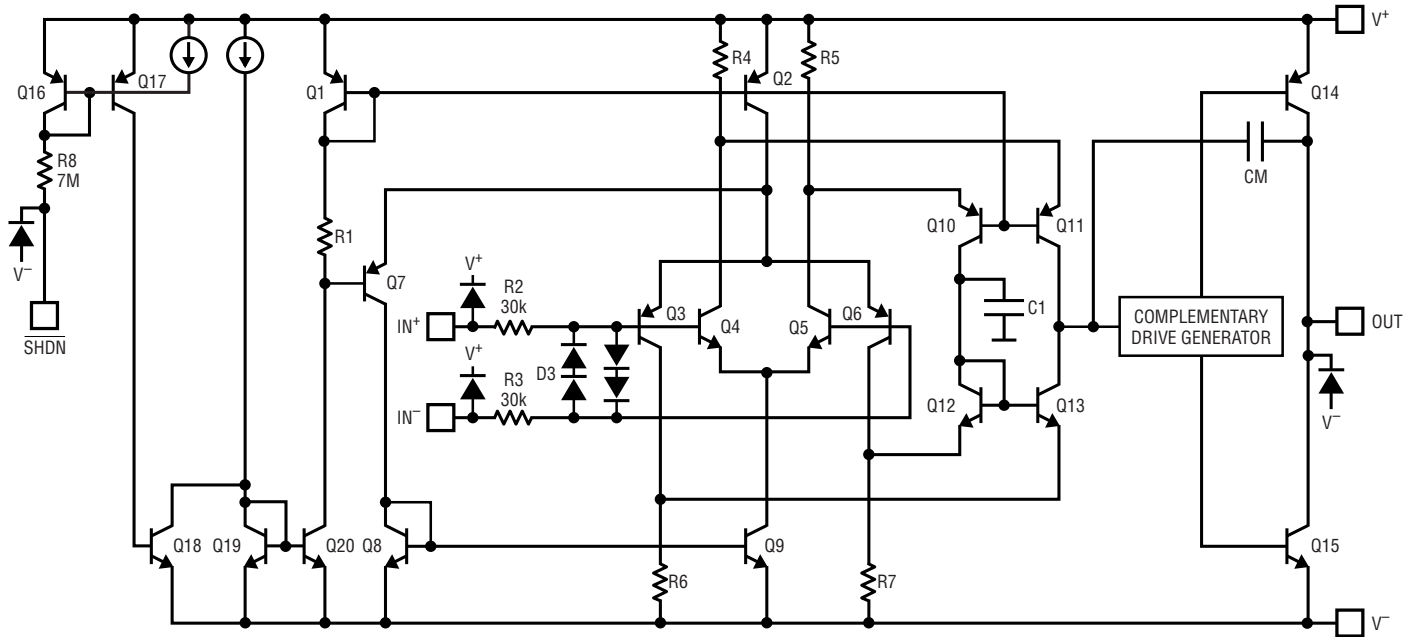 V+
R4
Q2
R5
Q16
Q17
Q1
Q14
R8
7M
CM
V−
R1
Q10
Q11
Q7
V+
R2
30k
IN+
Q3
Q4
Q5
Q6
C1
SHDN
COMPLEMENTARY
DRIVE GENERATOR
OUT
V+
D3
R3
30k
IN−
Q12
Q13
V−
Q18
Q19
Q20
Q8
Q9
Q15
R6
R7
V−